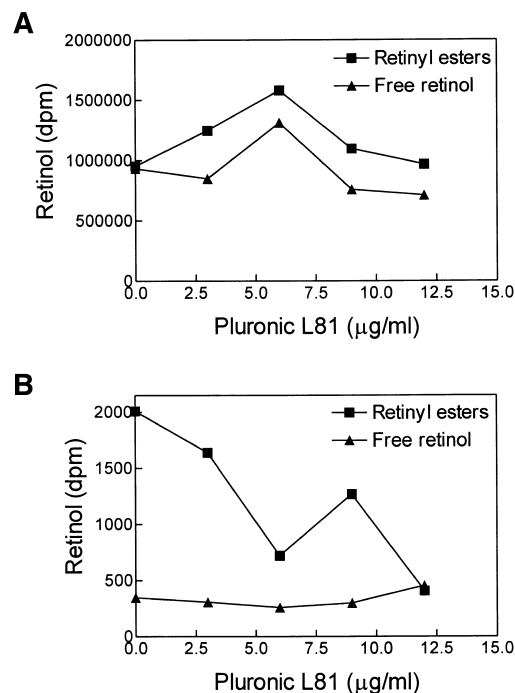 A
2000000
Retinyl esters
Free retinol
1500000
1000000
500000
0
Retinol (dpm)
0.0 2.5 5.0 7.5 10.0 12.5 15.0
Pluronic L81 (μg/ml)
B
2000
Retinyl esters
Free retinol
1500
1000
500
0
Retinol (dpm)
0.0 2.5 5.0 7.5 10.0 12.5 15.0
Pluronic L81 (μg/ml)